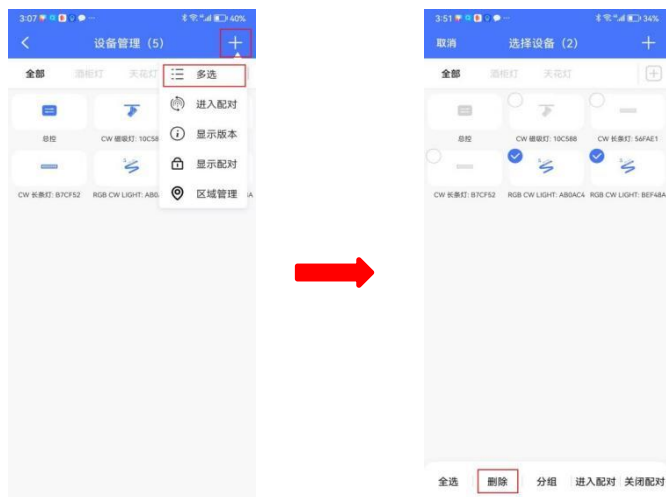 3:07 40%
设备管理（5）
全部 酒柜灯 天花灯
多选
进入配对
显示版本
显示配对
区域管理
总控 CW 磁吸灯: 10C58
CW 长条灯: B7CF52 RGB CW LIGHT: AB0
3:51 34%
取消 选择设备（2）
全部 酒柜灯 天花灯
总控 CW 磁吸灯: 10C58B CW 长条灯: 56FAE1
CW 长条灯: B7CF52 RGB CW LIGHT: AB0AC4 RGB CW LIGHT: BEF48A
全选 删除 分组 进入配对 关闭配对